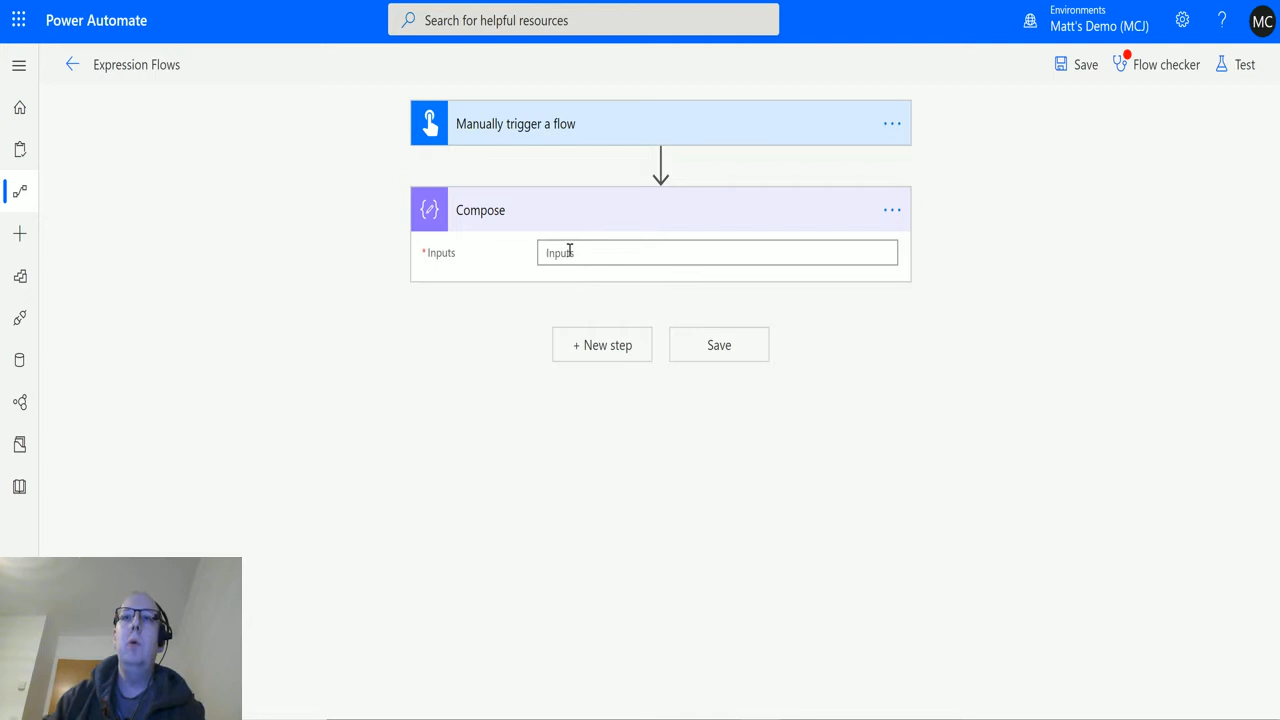 Power Automate
Search for helpful resources
Environments
Matt's Demo (MCJ)
?
MC
Expression Flows
Save
Flow checker
Test
Manually trigger a flow
...
Compose
...
* Inputs
Inputs
+ New step
Save